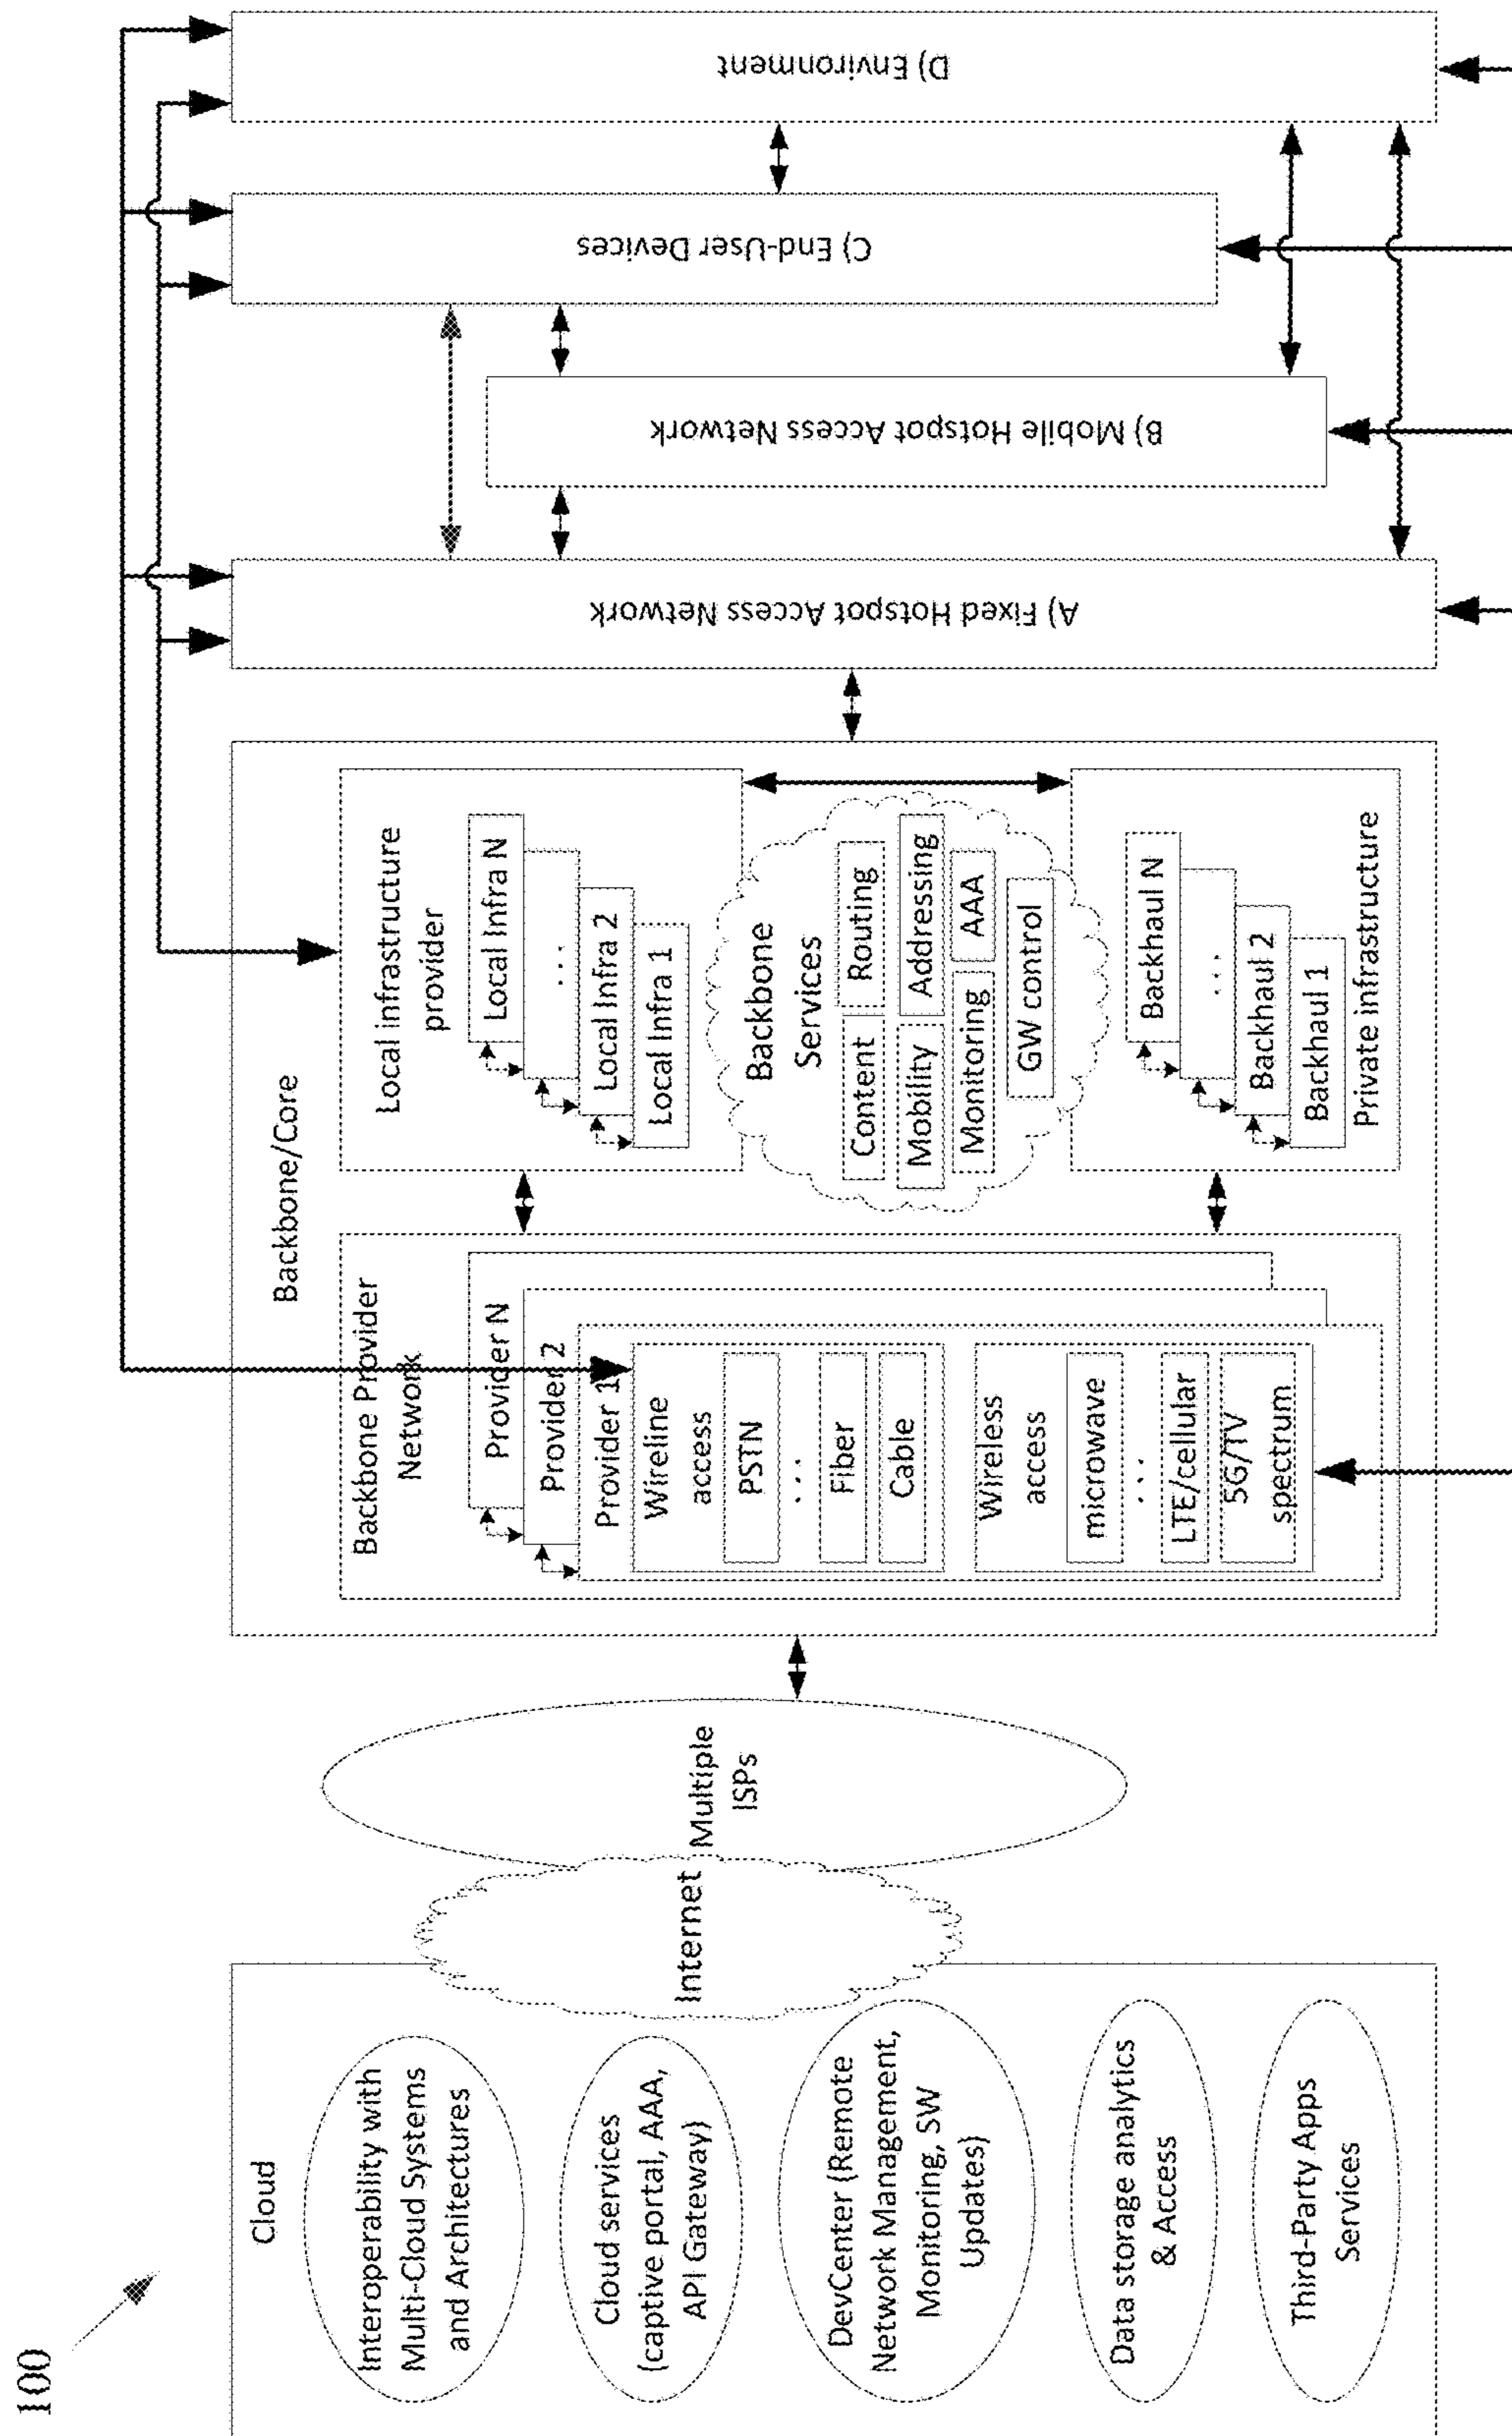 100
Cloud
Interoperability with
Multi-Cloud Systems
and Architectures
Cloud services
(captive portal, AAA,
API Gateway)
DevCenter (Remote
Network Management,
Monitoring, SW
Updates)
Data storage analytics
& Access
Third-Party Apps
Services
Internet
Multiple
ISPs
Backbone/Core
Backbone Provider
Network
Provider N
Provider 2
Provider 1
Wireline
access
PSTN
...
Fiber
Cable
Wireless
access
microwave
...
LTE/cellular
5G/TV
spectrum
Local infrastructure
provider
Local Infra N
...
Local Infra 2
Local Infra 1
Backbone
Services
Content
Routing
Mobility
Addressing
Monitoring
AAA
GW control
Backhaul N
...
Backhaul 2
Backhaul 1
Private infrastructure
A) Fixed Hotspot Access Network
B) Mobile Hotspot Access Network
C) End-User Devices
D) Environment